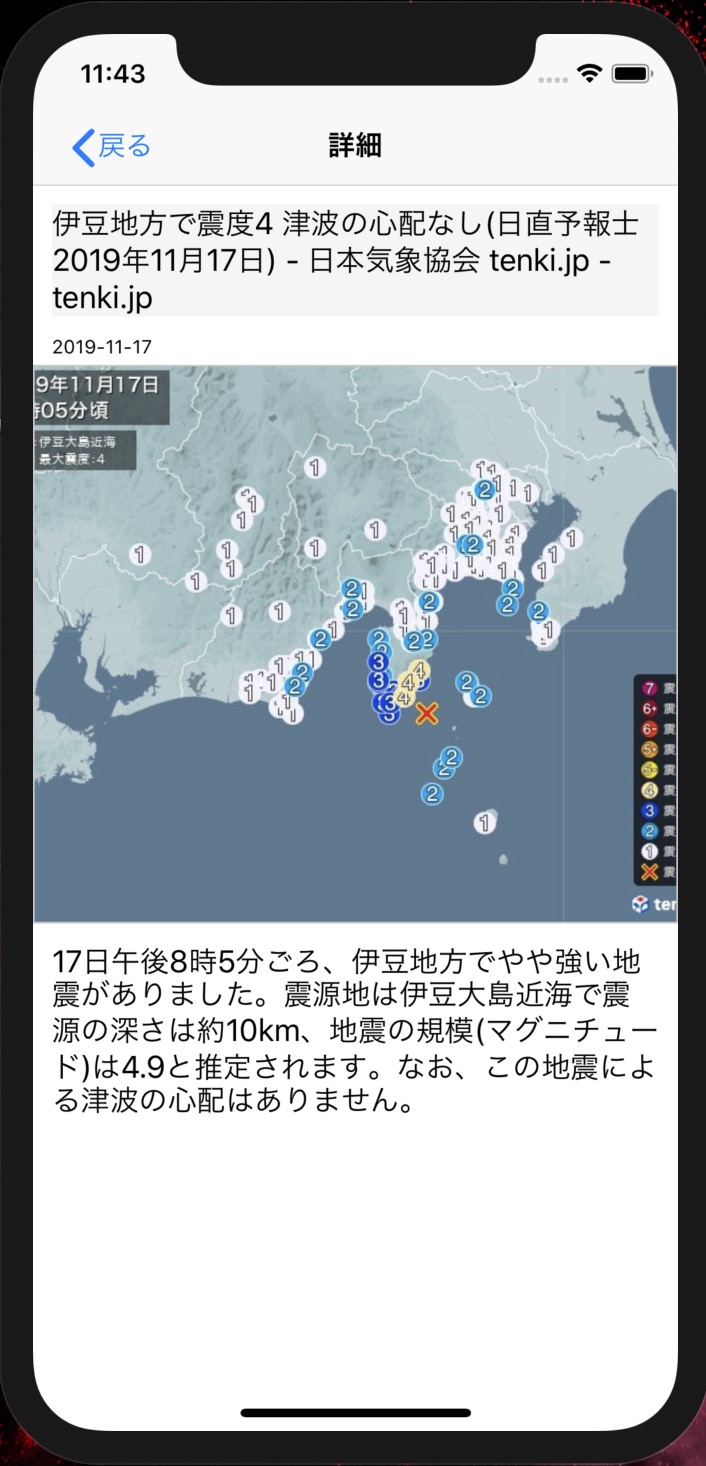 11:43
戻る
詳細
伊豆地方で震度4 津波の心配なし(日直予報士
2019年11月17日) - 日本気象協会 tenki.jp -
tenki.jp
2019-11-17
9年11月17日
時05分頃
:伊豆大島近海
最大震度:4
7 震
6+ 震
6- 震
5+ 震
5- 震
4 震
3 震
2 震
1 震
震
ter
17日午後8時5分ごろ、伊豆地方でやや強い地
震がありました。震源地は伊豆大島近海で震
源の深さは約10km、地震の規模(マグニチュー
ド)は4.9と推定されます。なお、この地震によ
る津波の心配はありません。